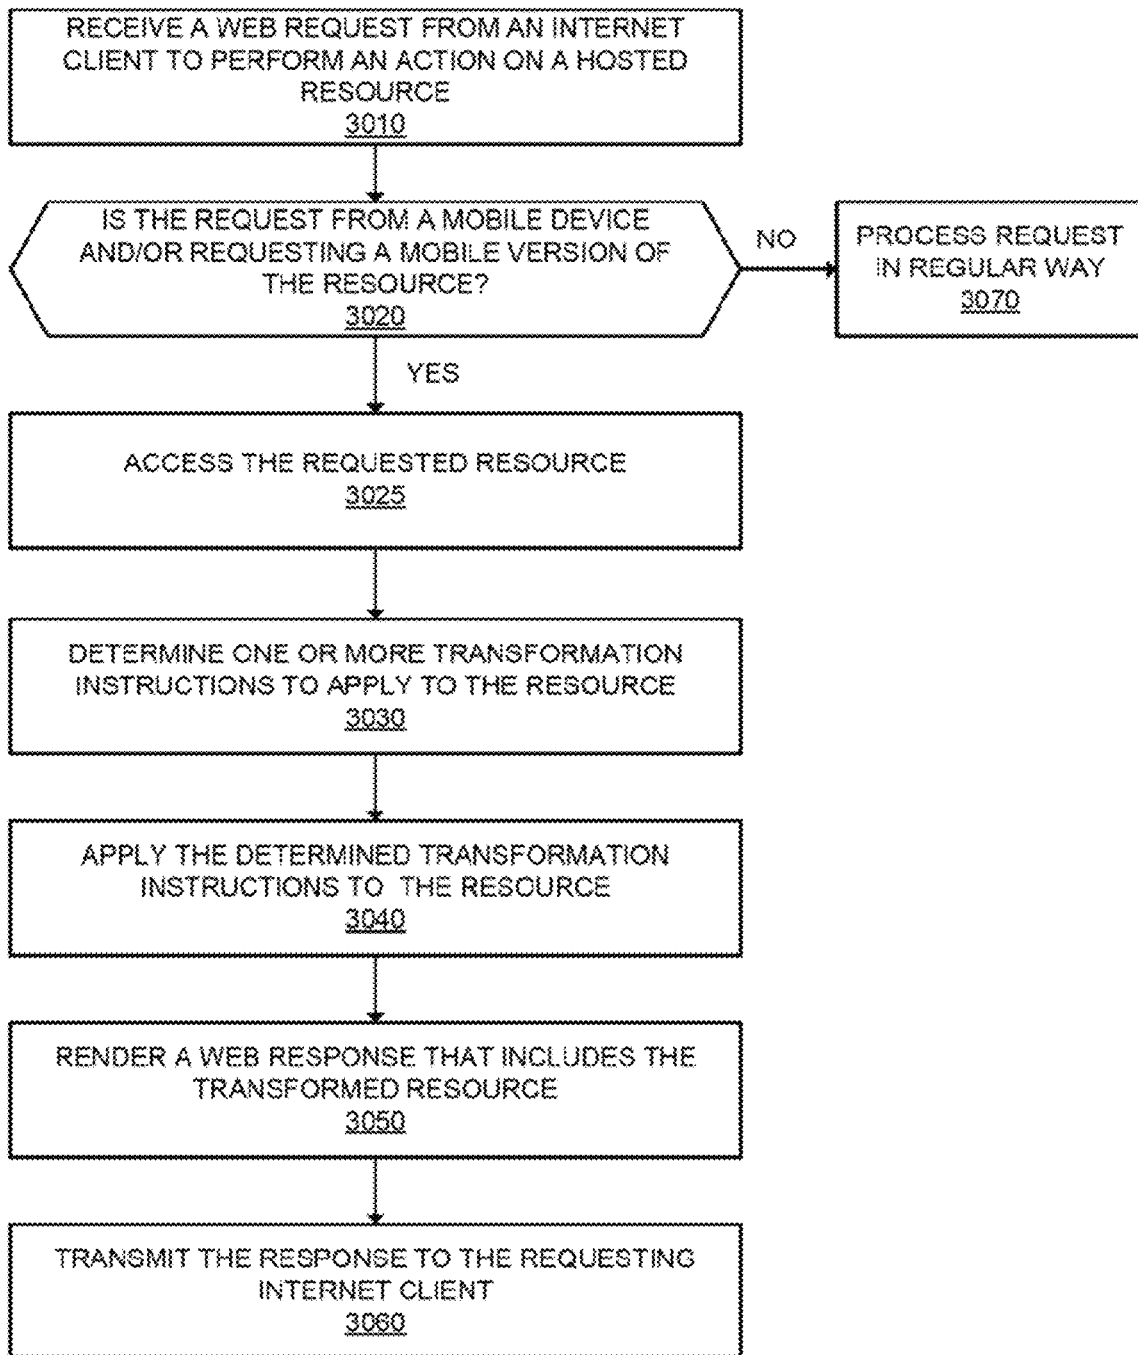 RECEIVE A WEB REQUEST FROM AN INTERNET
CLIENT TO PERFORM AN ACTION ON A HOSTED
RESOURCE
3010
IS THE REQUEST FROM A MOBILE DEVICE
AND/OR REQUESTING A MOBILE VERSION OF
THE RESOURCE?
3020
NO
PROCESS REQUEST
IN REGULAR WAY
3070
YES
ACCESS THE REQUESTED RESOURCE
3025
DETERMINE ONE OR MORE TRANSFORMATION
INSTRUCTIONS TO APPLY TO THE RESOURCE
3030
APPLY THE DETERMINED TRANSFORMATION
INSTRUCTIONS TO THE RESOURCE
3040
RENDER A WEB RESPONSE THAT INCLUDES THE
TRANSFORMED RESOURCE
3050
TRANSMIT THE RESPONSE TO THE REQUESTING
INTERNET CLIENT
3060